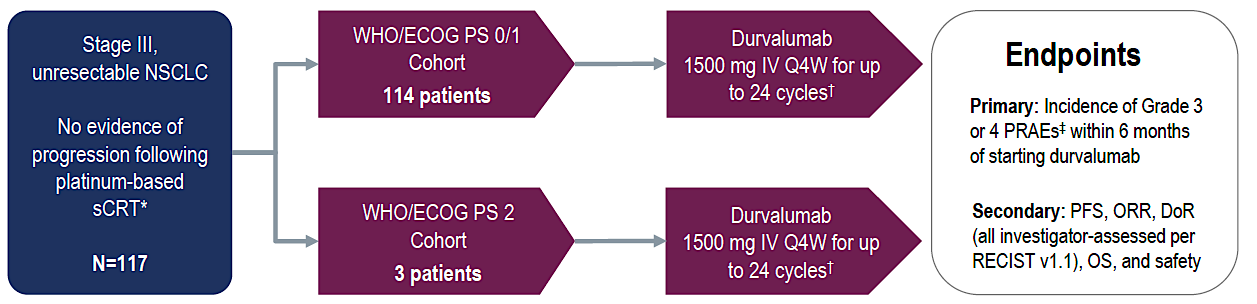 Stage III,
unresectable NSCLC
No evidence of
progression following
platinum-based
sCRT*
N=117
WHO/ECOG PS 0/1
Cohort
114 patients
Durvalumab
1500 mg IV Q4W for up
to 24 cycles†
WHO/ECOG PS 2
Cohort
3 patients
Durvalumab
1500 mg IV Q4W for up
to 24 cycles†
Endpoints
Primary: Incidence of Grade 3
or 4 PRAEs‡ within 6 months
of starting durvalumab
Secondary: PFS, ORR, DoR
(all investigator-assessed per
RECIST v1.1), OS, and safety